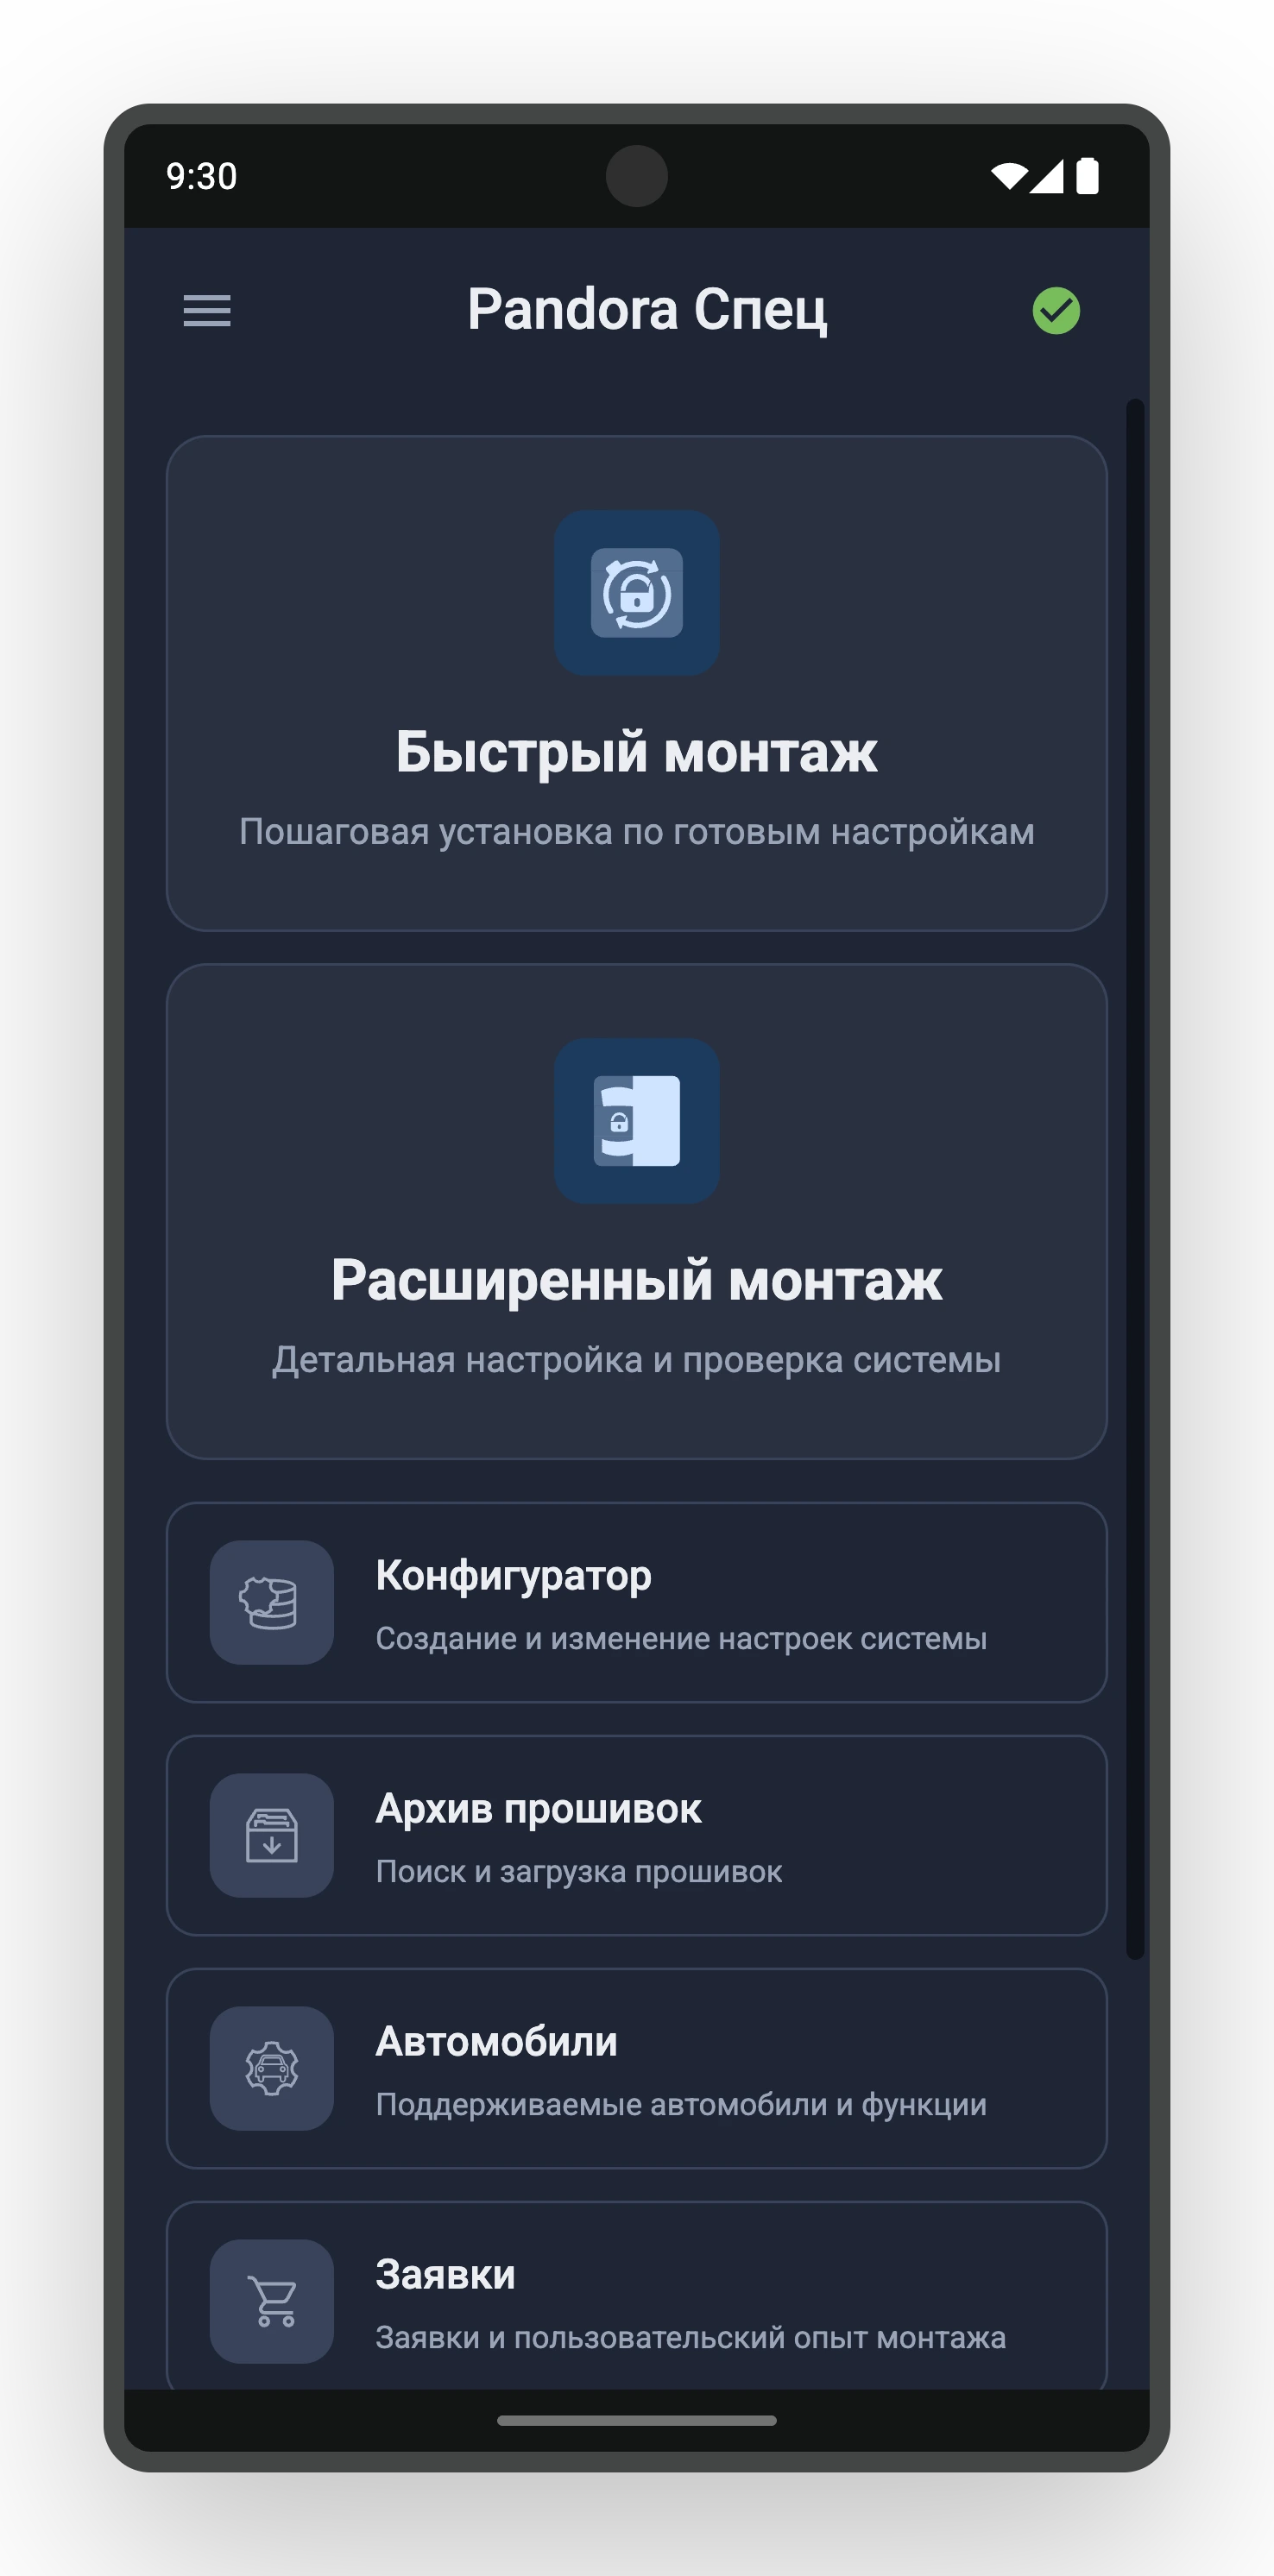 9:30
Pandora Спец
Быстрый монтаж
Пошаговая установка по готовым настройкам
Расширенный монтаж
Детальная настройка и проверка системы
Конфигуратор
Создание и изменение настроек системы
Архив прошивок
Поиск и загрузка прошивок
Автомобили
Поддерживаемые автомобили и функции
Заявки
Заявки и пользовательский опыт монтажа